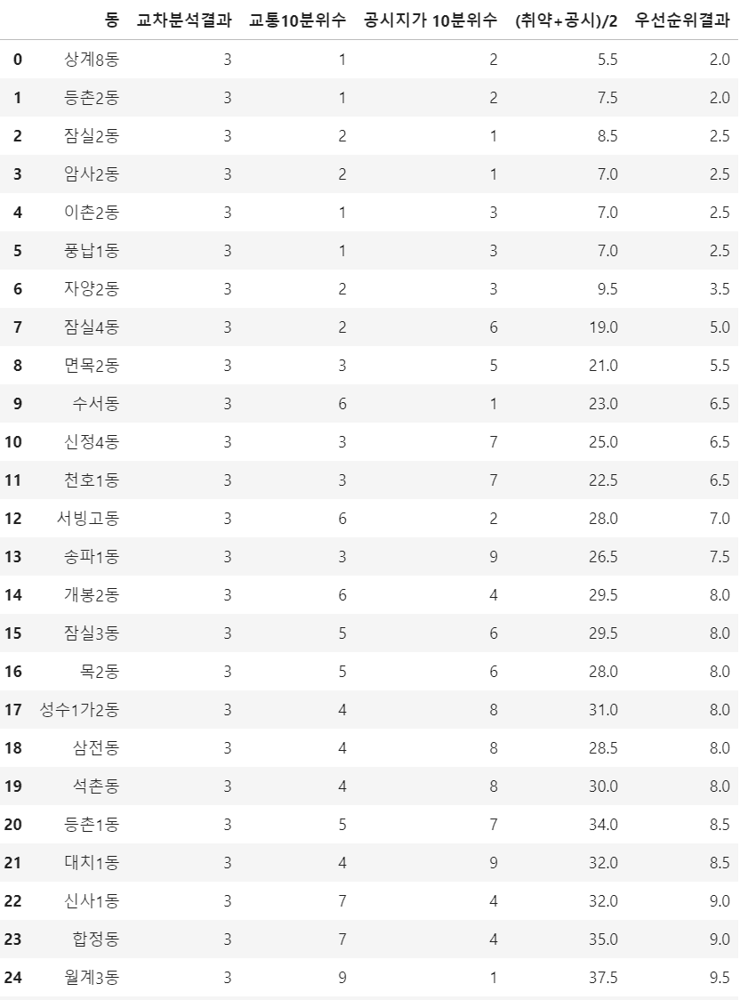 동 교차분석결과 교통10분위수 공시지가 10분위수 (취약+공시)/2 우선순위결과
0 상계8동 3 1 2 5.5 2.0
1 등촌2동 3 1 2 7.5 2.0
2 잠실2동 3 2 1 8.5 2.5
3 암사2동 3 2 1 7.0 2.5
4 이촌2동 3 1 3 7.0 2.5
5 풍납1동 3 1 3 7.0 2.5
6 자양2동 3 2 3 9.5 3.5
7 잠실4동 3 2 6 19.0 5.0
8 면목2동 3 3 5 21.0 5.5
9 수서동 3 6 1 23.0 6.5
10 신정4동 3 3 7 25.0 6.5
11 천호1동 3 3 7 22.5 6.5
12 서빙고동 3 6 2 28.0 7.0
13 송파1동 3 3 9 26.5 7.5
14 개봉2동 3 6 4 29.5 8.0
15 잠실3동 3 5 6 29.5 8.0
16 목2동 3 5 6 28.0 8.0
17 성수1가2동 3 4 8 31.0 8.0
18 삼전동 3 4 8 28.5 8.0
19 석촌동 3 4 8 30.0 8.0
20 등촌1동 3 5 7 34.0 8.5
21 대치1동 3 4 9 32.0 8.5
22 신사1동 3 7 4 32.0 9.0
23 합정동 3 7 4 35.0 9.0
24 월계3동 3 9 1 37.5 9.5